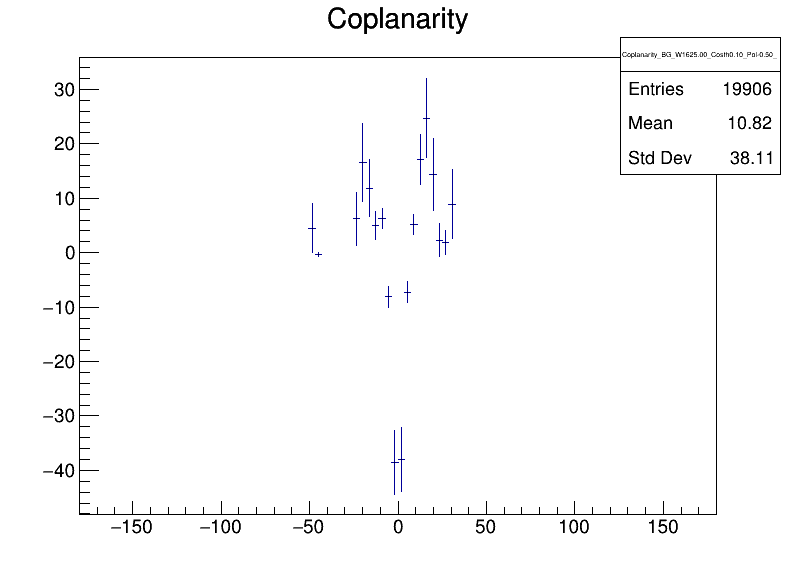 Coplanarity
Coplanarity_BG_W1625.00_Costh0.10_Pol-0.50_
Entries 19906
Mean 10.82
Std Dev 38.11
30
20
10
0
−10
−20
−30
−40
−150 −100 −50 0 50 100 150